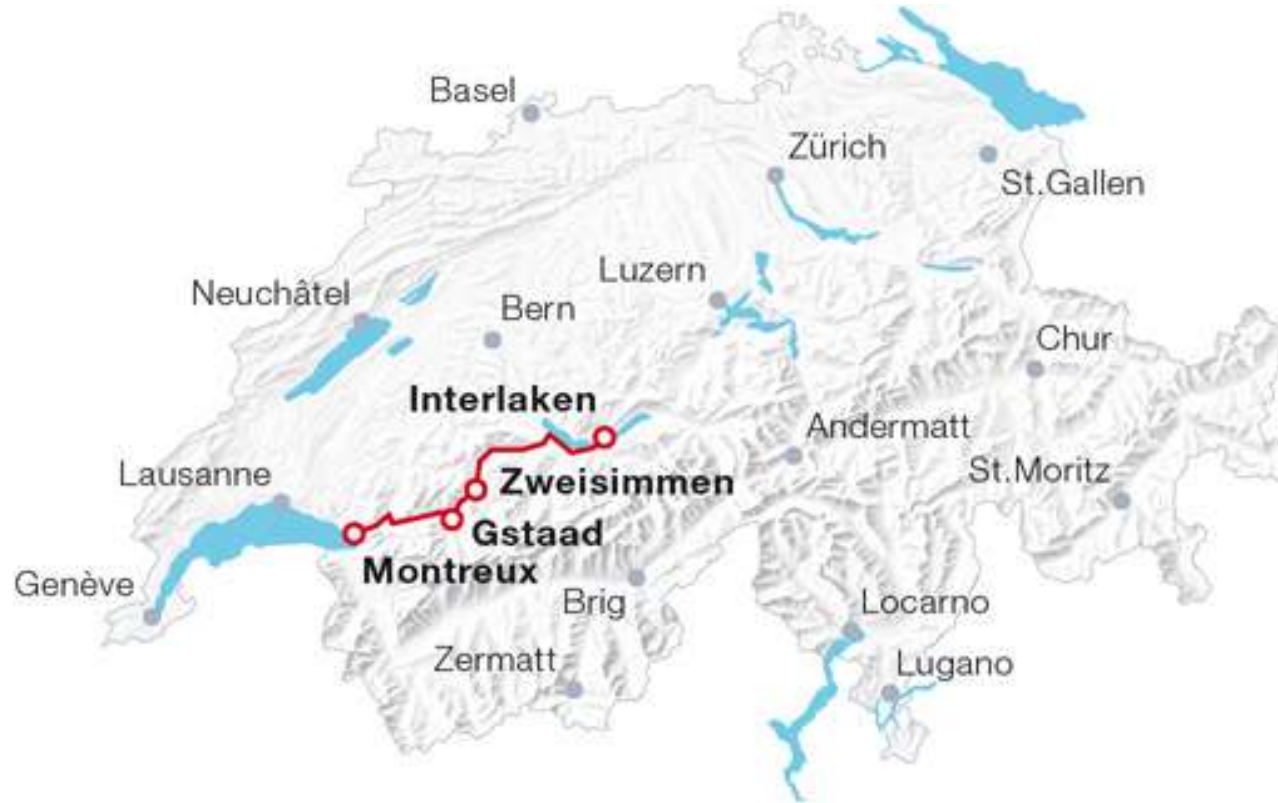 Basel
Zürich
St.Gallen
Luzern
Neuchâtel
Bern
Chur
Interlaken
Andermatt
Lausanne
St.Moritz
Zweisimmen
Gstaad
Montreux
Genève
Brig
Locarno
Zermatt
Lugano